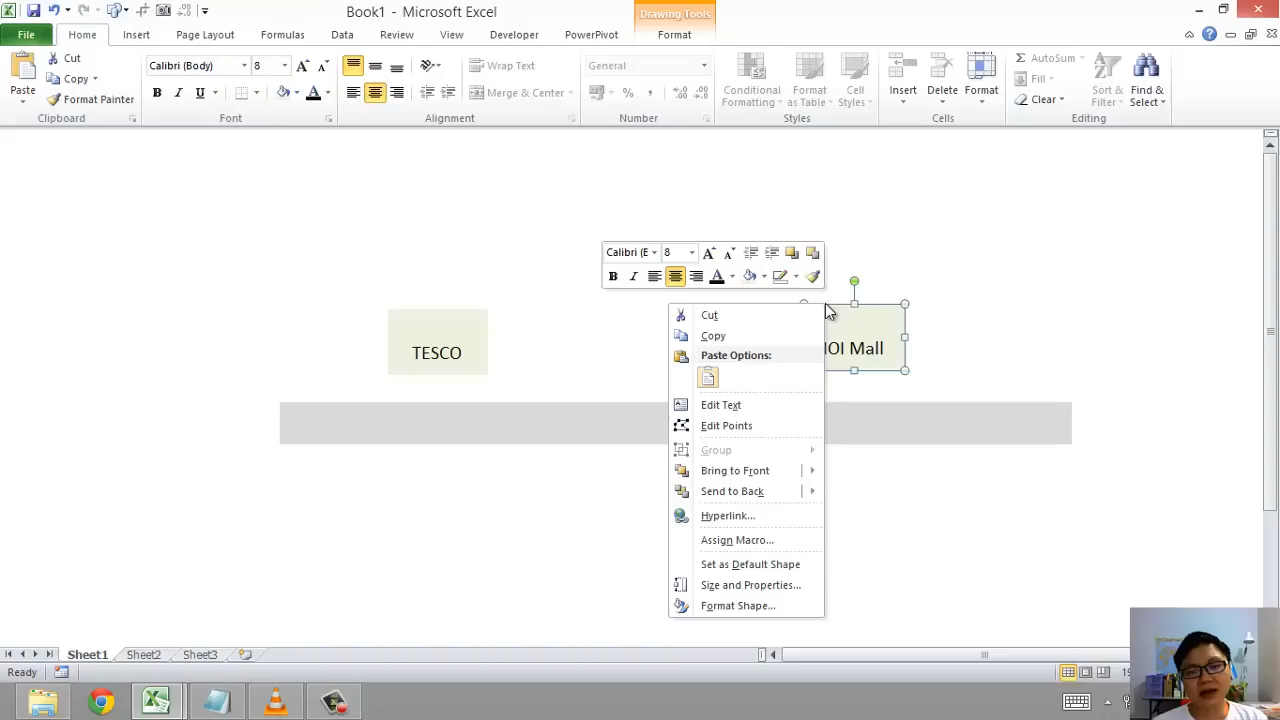 Book1 - Microsoft Excel
Drawing Tools
File Home Insert Page Layout Formulas Data Review View Developer PowerPivot Format
Paste
Cut
Copy
Format Painter
Clipboard
Calibri (Body) 8
B I U A
Font
Wrap Text
Merge & Center
Alignment
General
%
Number
Conditional Formatting
Format as Table
Cell Styles
Styles
Insert
Delete
Format
Cells
AutoSum
Fill
Clear
Sort & Filter
Find & Select
Editing
Calibri (E 8
B I A
TESCO
IOI Mall
Cut
Copy
Paste Options:
Edit Text
Edit Points
Group
Bring to Front
Send to Back
Hyperlink...
Assign Macro...
Set as Default Shape
Size and Properties...
Format Shape...
Sheet1 Sheet2 Sheet3
Ready